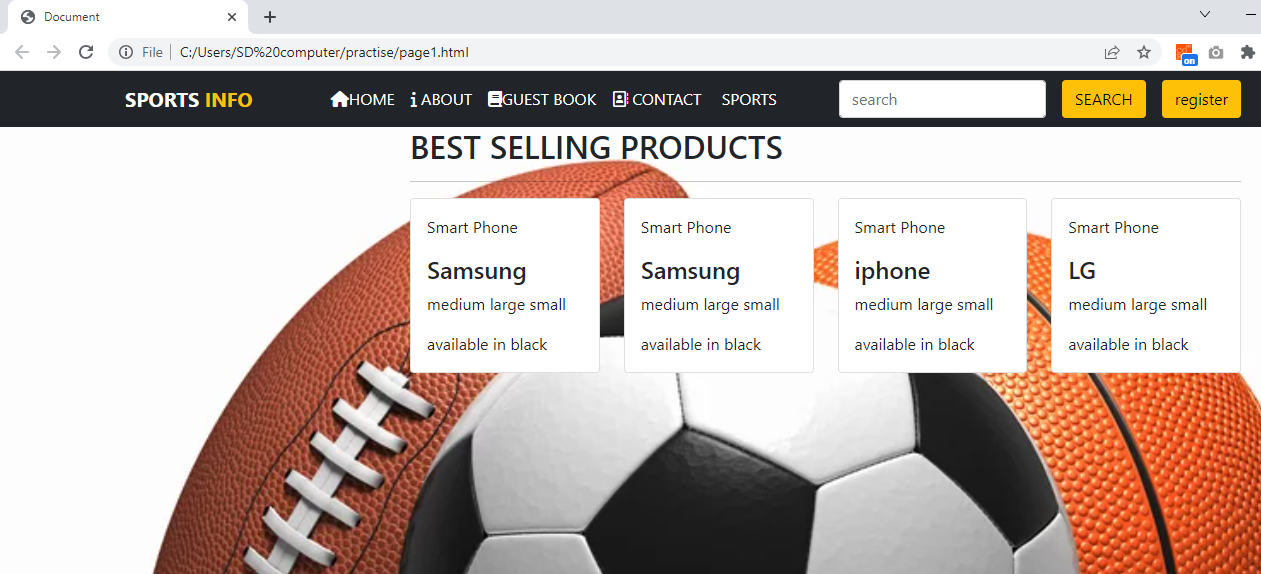 Document
File C:/Users/SD%20computer/practise/page1.html
on
SPORTS INFO HOME ABOUT GUEST BOOK CONTACT SPORTS search SEARCH register
BEST SELLING PRODUCTS
Smart Phone Smart Phone Smart Phone Smart Phone
Samsung Samsung iphone LG
medium large small medium large small medium large small medium large small
available in black available in black available in black available in black